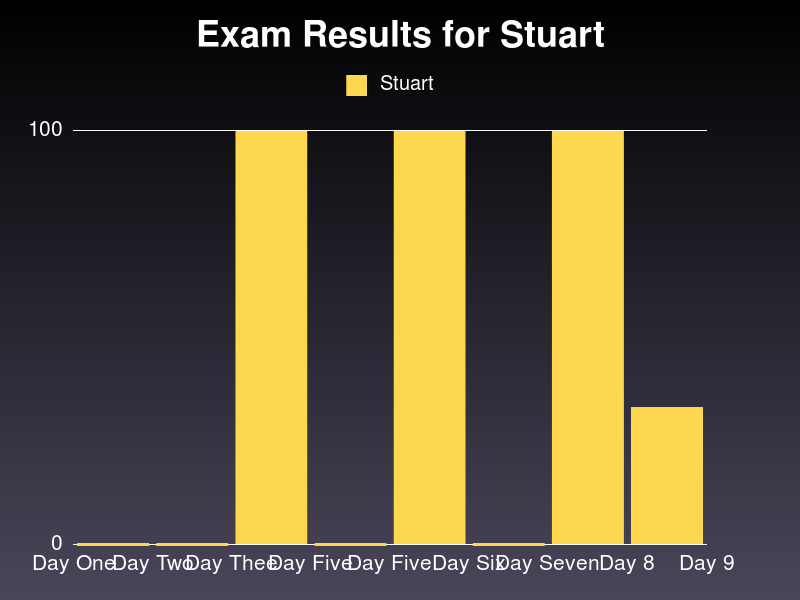 Exam Results for Stuart
Stuart
100
0
Day One Day Two Day Thee Day Five Day Five Day Six Day Seven Day 8 Day 9